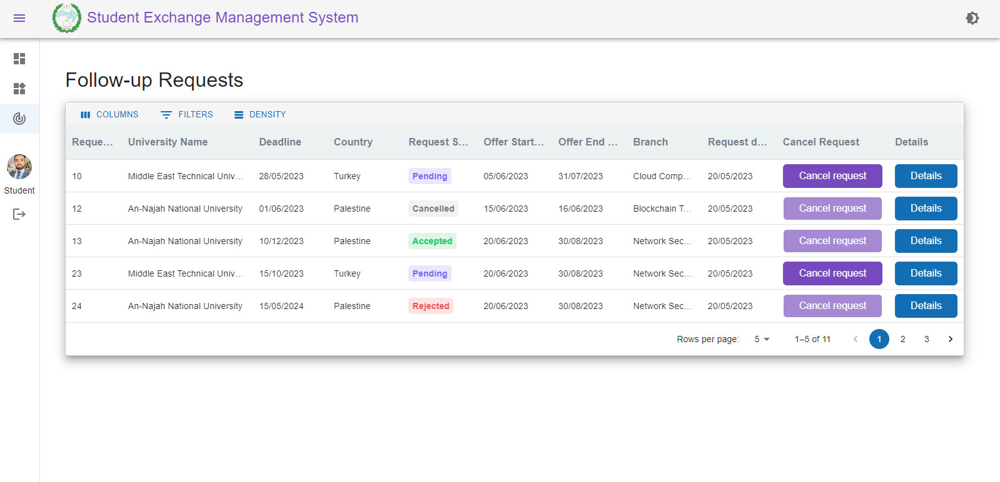 Student Exchange Management System
Follow-up Requests
COLUMNS FILTERS DENSITY
Reque... University Name Deadline Country Request S... Offer Start... Offer End ... Branch Request d... Cancel Request Details
10 Middle East Technical Univ... 28/05/2023 Turkey Pending 05/06/2023 31/07/2023 Cloud Comp... 20/05/2023 Cancel request Details
12 An-Najah National University 01/06/2023 Palestine Cancelled 15/06/2023 16/06/2023 Blockchain T... 20/05/2023 Cancel request Details
13 An-Najah National University 10/12/2023 Palestine Accepted 20/06/2023 30/08/2023 Network Sec... 20/05/2023 Cancel request Details
23 Middle East Technical Univ... 15/10/2023 Turkey Pending 20/06/2023 30/08/2023 Network Sec... 20/05/2023 Cancel request Details
24 An-Najah National University 15/05/2024 Palestine Rejected 20/06/2023 30/08/2023 Network Sec... 20/05/2023 Cancel request Details
Rows per page: 5 1–5 of 11 1 2 3
Student